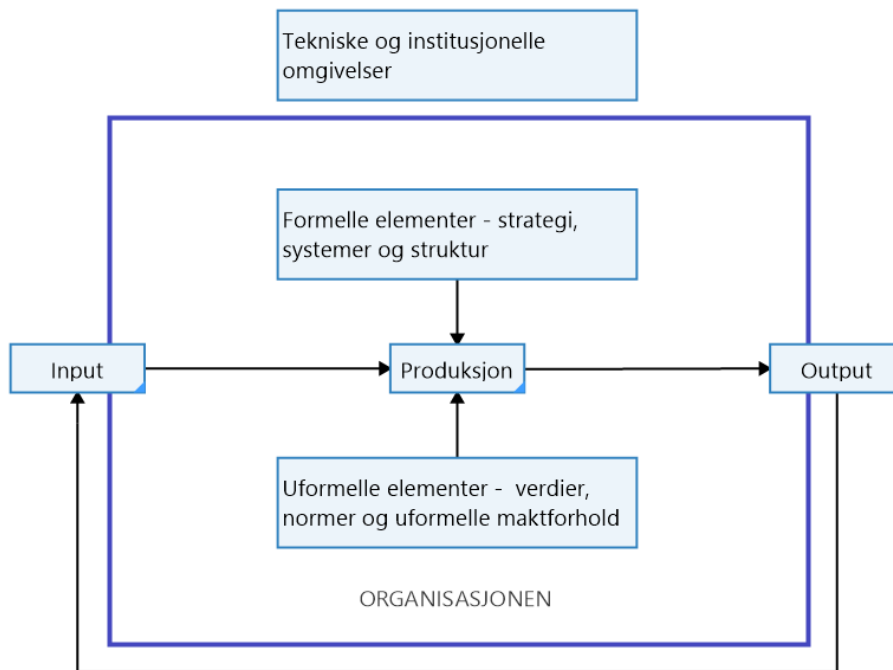 Tekniske og institusjonelle
omgivelser
Formelle elementer - strategi,
systemer og struktur
Input
Produksjon
Output
Uformelle elementer -  verdier,
normer og uformelle maktforhold
ORGANISASJONEN